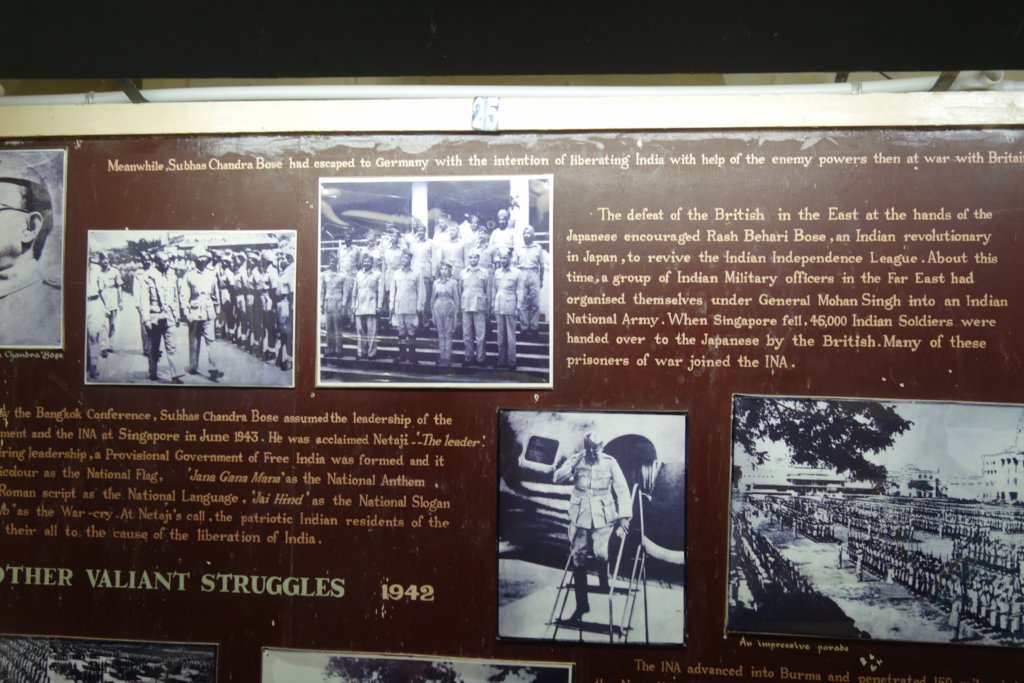 25
Meanwhile, Subhas Chandra Bose had escaped to Germany with the intention of liberating India with help of the enemy powers then at war with
The defeat of the British in the East at the hands of the
Japanese encouraged Rash Behari Bose, an Indian revolutionary
in Japan, to revive the Indian Independence League. About this
time, a group of Indian Military officers in the Far East had
organised themselves under General Mohan Singh into an Indian
National Army. When Singapore fell, 45,000 Indian Soldiers were
handed over to the Japanese by the British. Many of these
prisoners of war joined the INA.
Chandra Bose
the Bangkok Conference, Subhas Chandra Bose assumed the leadership of the
ment and the INA at Singapore in June 1943. He was acclaimed Netaji--The leader.
iring leadership, a Provisional Government of Free India was formed and it
icolour as the National Flag, 'Jana Gana Mana' as the National Anthem
Roman script as the National Language, 'Jai Hind' as the National Slogan
as the War-cry. At Netaji's call, the patriotic Indian residents of the
their all to the cause of the liberation of India.
OTHER VALIANT STRUGGLES 1942
An impressive parade
The INA advanced into Burma and penetrated 150